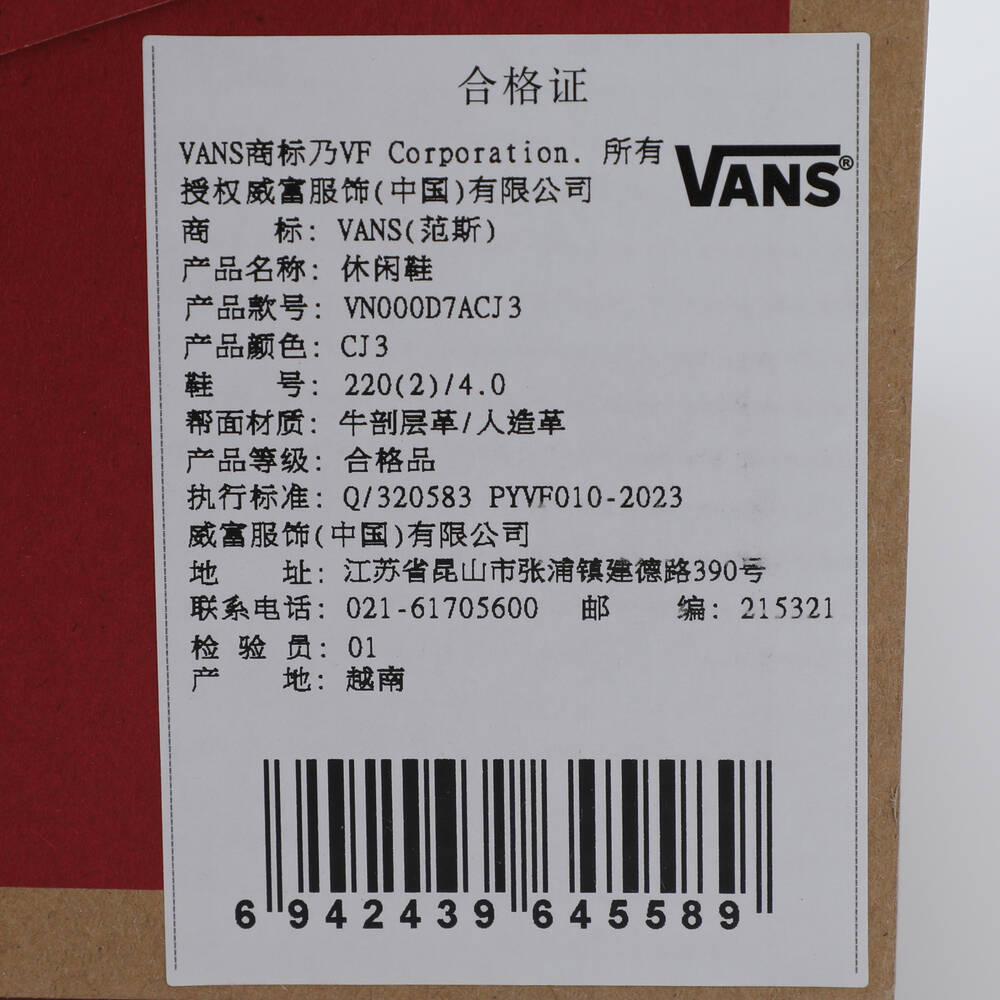 合格证
VANS商标乃VF Corporation. 所有
VANS®
授权威富服饰(中国)有限公司
商 标: VANS(范斯)
产品名称: 休闲鞋
产品款号: VN000D7ACJ3
产品颜色: CJ3
鞋 号: 220(2)/4.0
帮面材质: 牛剖层革/人造革
产品等级: 合格品
执行标准: Q/320583 PYVF010-2023
威富服饰(中国)有限公司
地 址: 江苏省昆山市张浦镇建德路390号
联系电话: 021-61705600 邮 编: 215321
检 验 员: 01
产 地: 越南
6 942439 645589